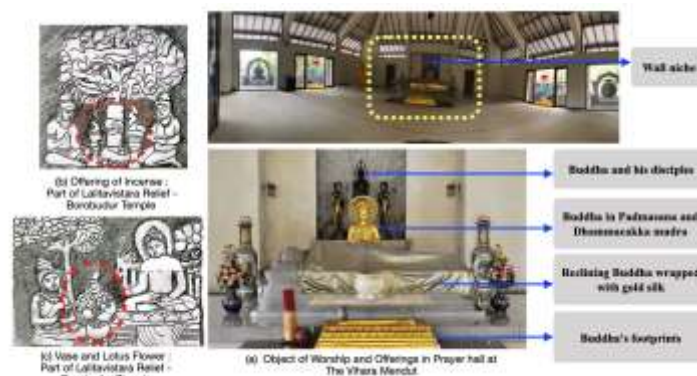 Wall niche
(b) Offering of Incense :
Part of Lalitavistara Relief -
Borobudur Temple
Buddha and his disciples
Buddha in Padmasana and
Dhammacakka mudra
Reclining Buddha wrapped
with gold silk
Buddha's footprints
(c) Vase and Lotus Flower :
Part of Lalitavistara Relief -
(a) Object of Worship and Offerings in Prayer hall at
The Vihara Mendut